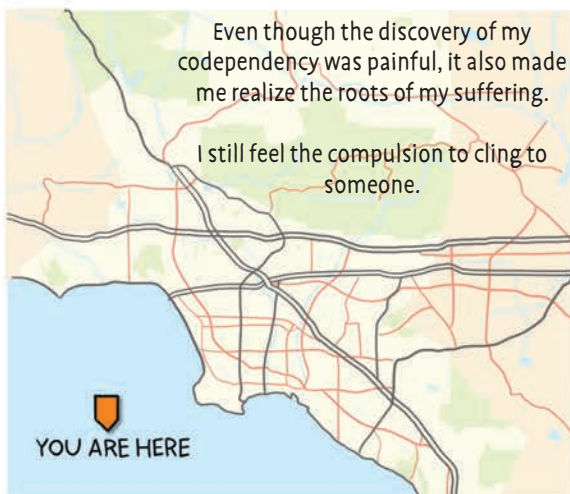 Even though the discovery of my
codependency was painful, it also made
me realize the roots of my suffering.
I still feel the compulsion to cling to
someone.
YOU ARE HERE